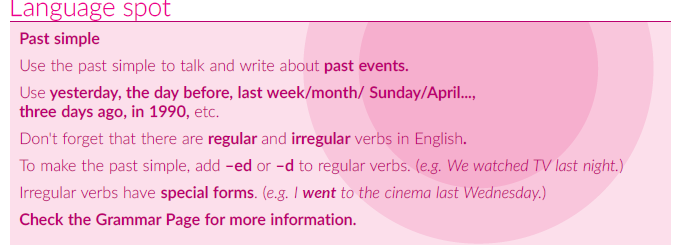 Language spot
Past simple
Use the past simple to talk and write about past events.
Use yesterday, the day before, last week/month/ Sunday/April...,
three days ago, in 1990, etc.
Don't forget that there are regular and irregular verbs in English.
To make the past simple, add –ed or –d to regular verbs. (e.g. We watched TV last night.)
Irregular verbs have special forms. (e.g. I went to the cinema last Wednesday.)
Check the Grammar Page for more information.